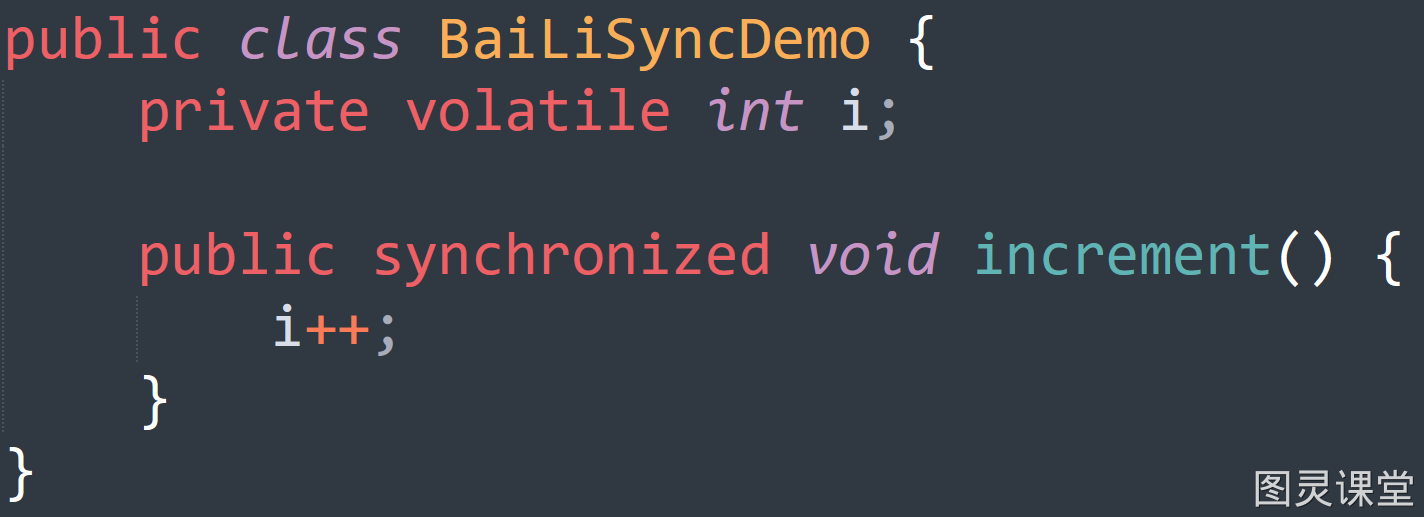 public class BaiLiSyncDemo {
private volatile int i;
public synchronized void increment() {
i++;
}
}
图灵课堂